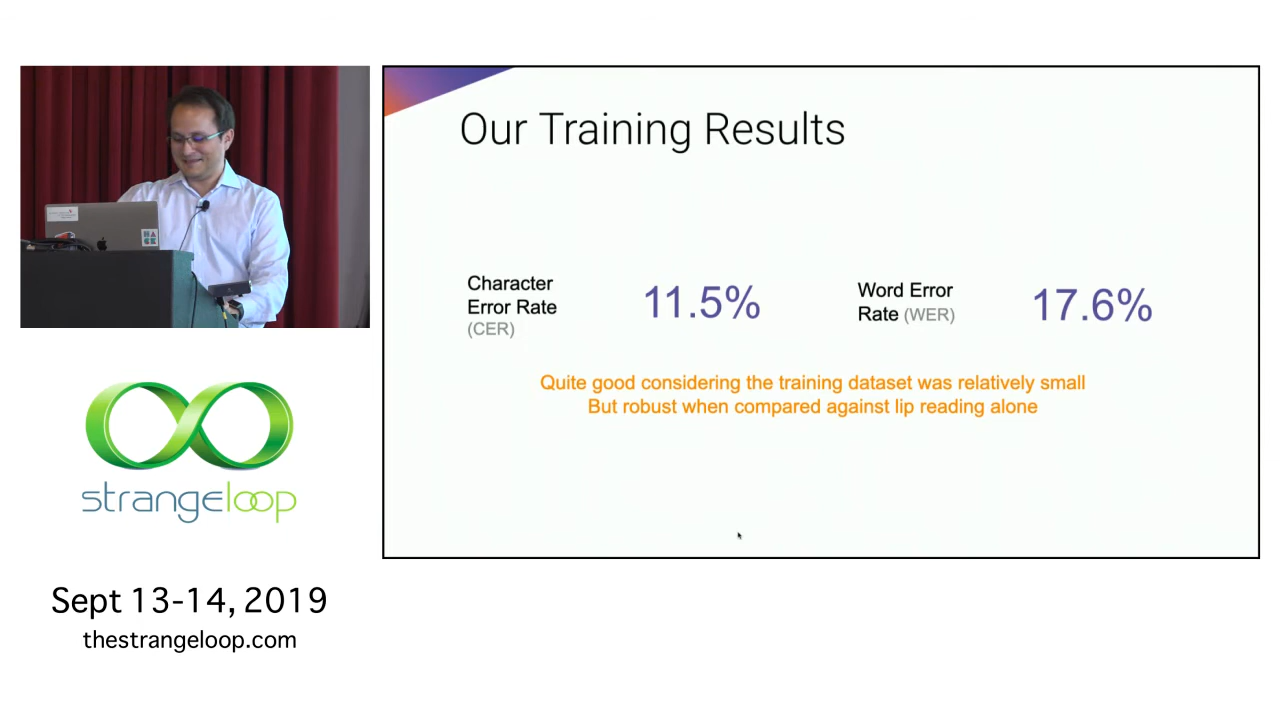 Our Training Results
Character
Error Rate
(CER)
11.5%
Word Error
Rate (WER)
17.6%
Quite good considering the training dataset was relatively small
But robust when compared against lip reading alone
strangeloop
Sept 13-14, 2019
thestrangeloop.com